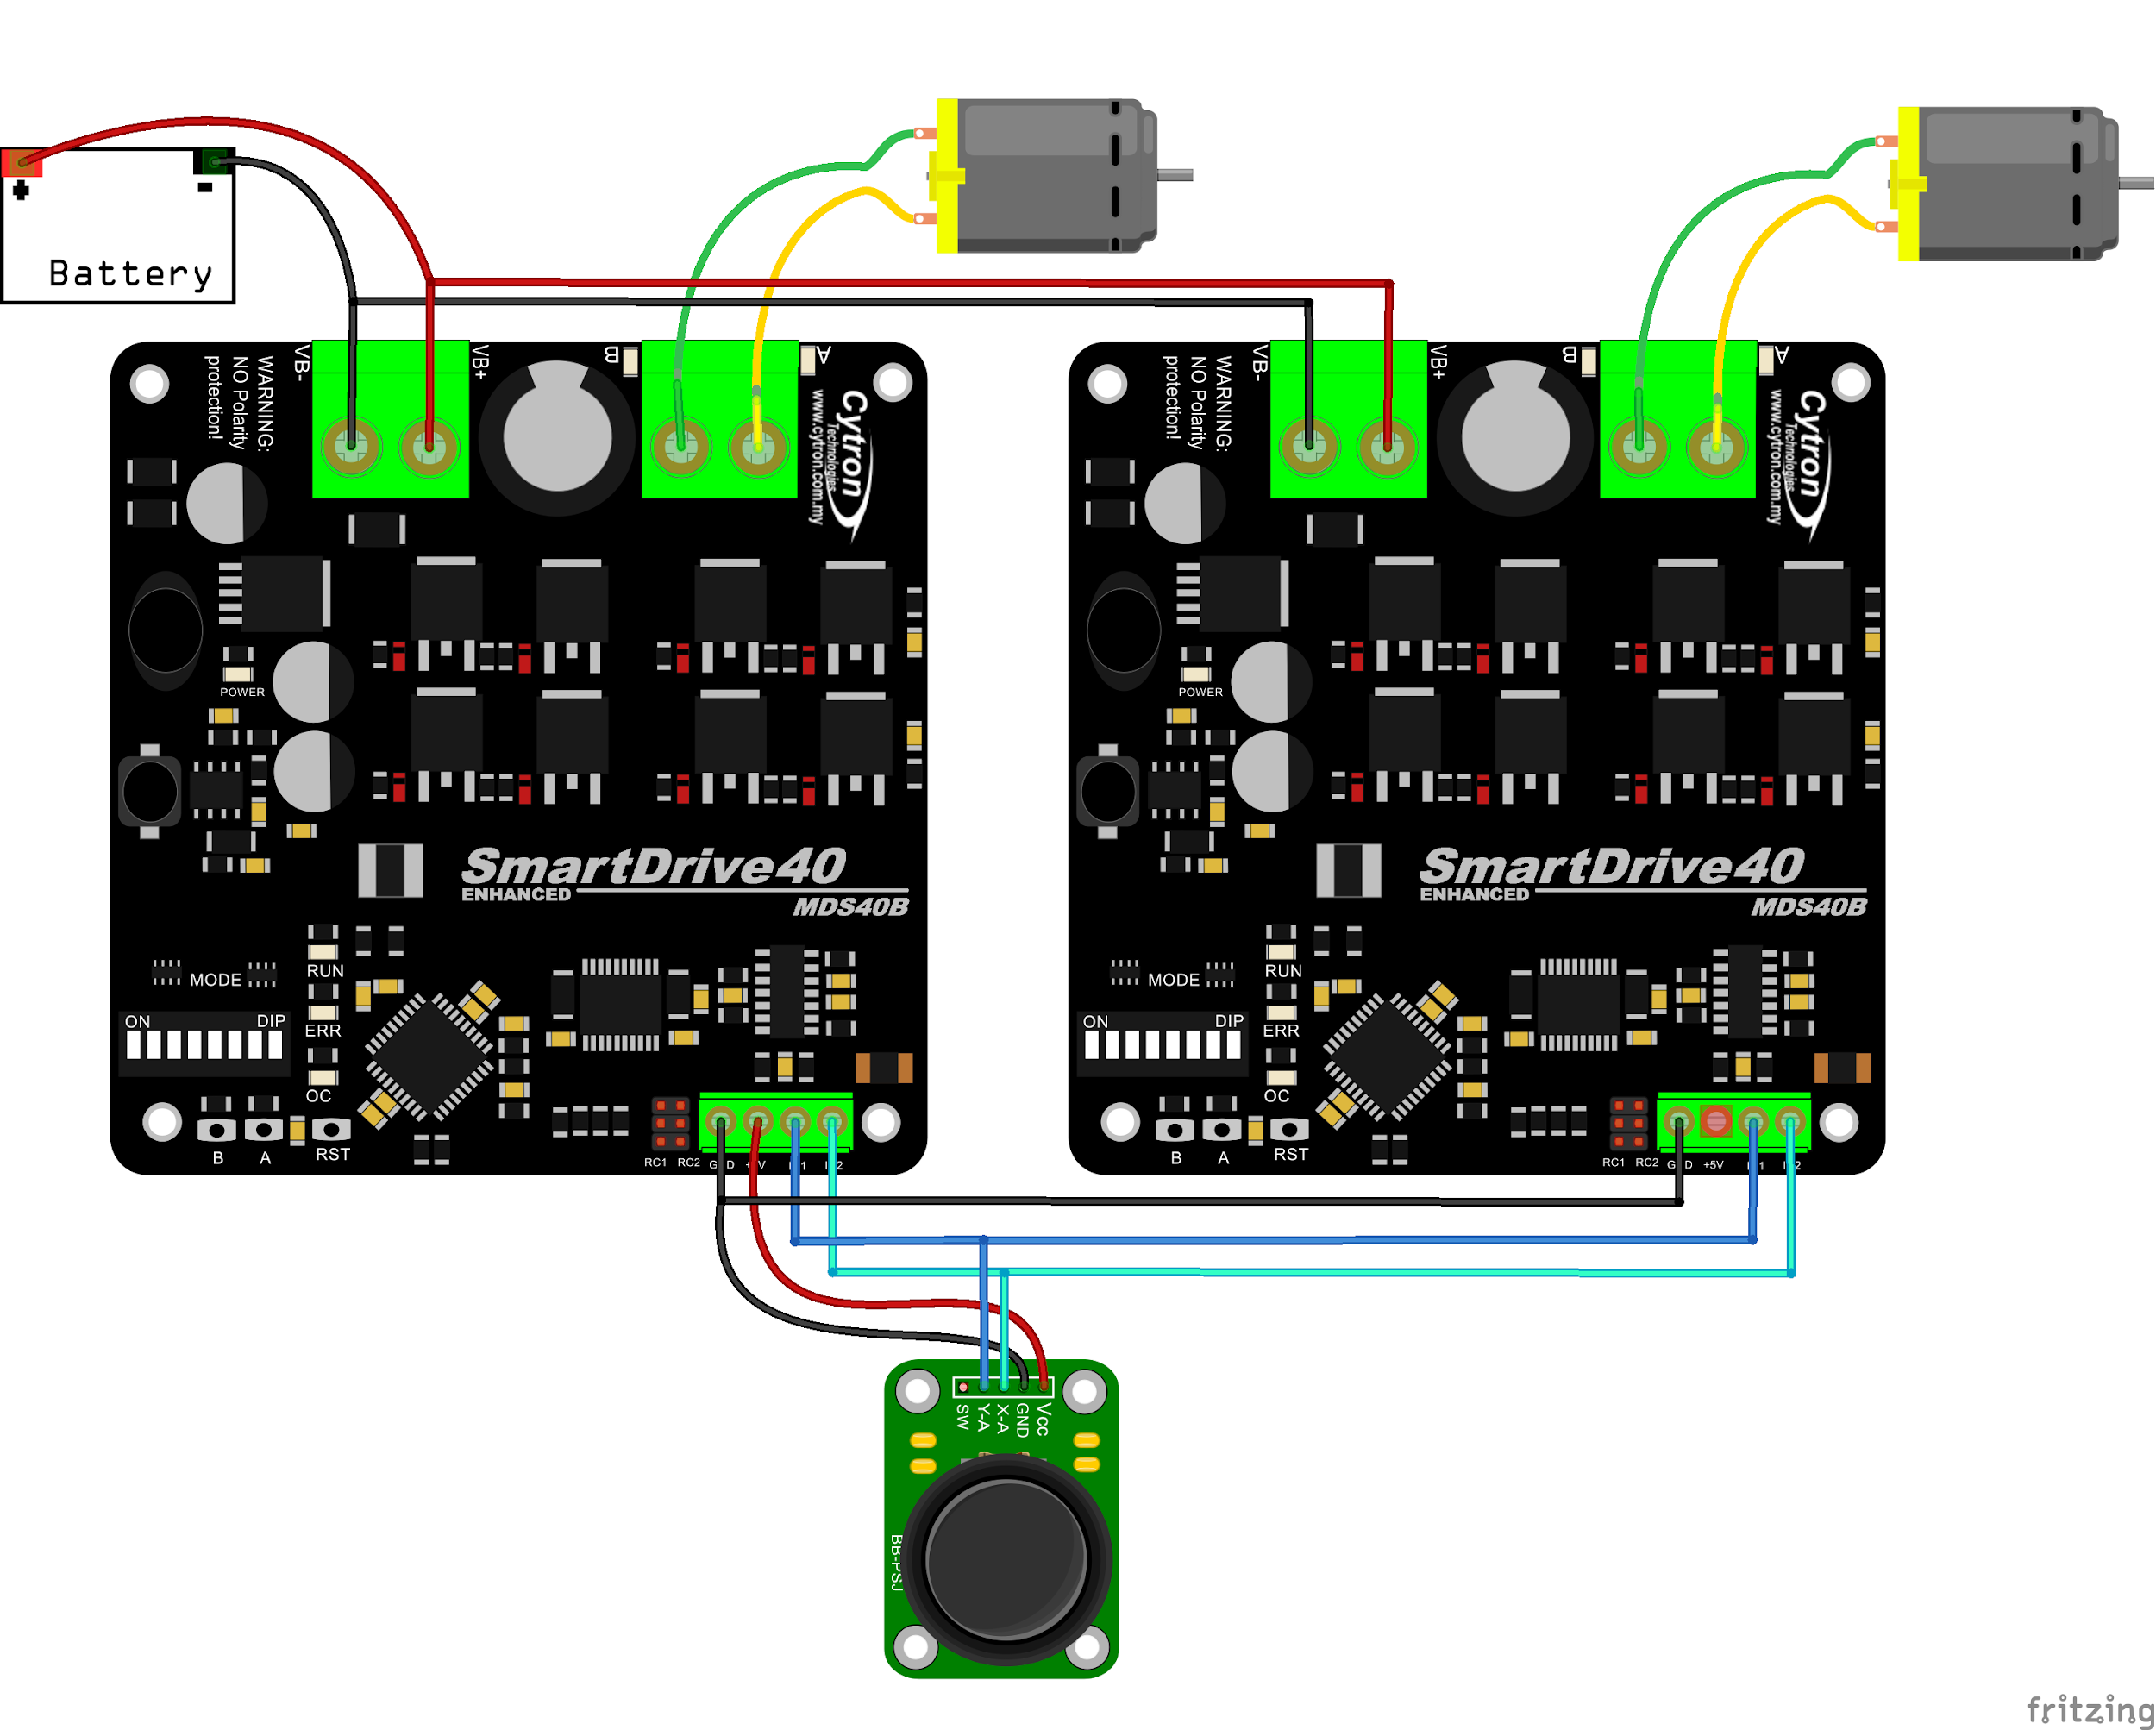 +
-
Battery
VB-
VB+
B
A
WARNING:
NO Polarity
protection!
Cytron
Technologies
www.cytron.com.my
POWER
SmartDrive40
ENHANCED
MDS40B
RUN
MODE
ERR
ON
DIP
OC
B
A
RST
RC1
RC2
VB-
VB+
B
A
WARNING:
NO Polarity
protection!
Cytron
Technologies
www.cytron.com.my
POWER
SmartDrive40
ENHANCED
MDS40B
RUN
MODE
ERR
ON
DIP
OC
B
A
RST
RC1
RC2
+5V
SW
Y-A
X-A
GND
Vcc
fritzing